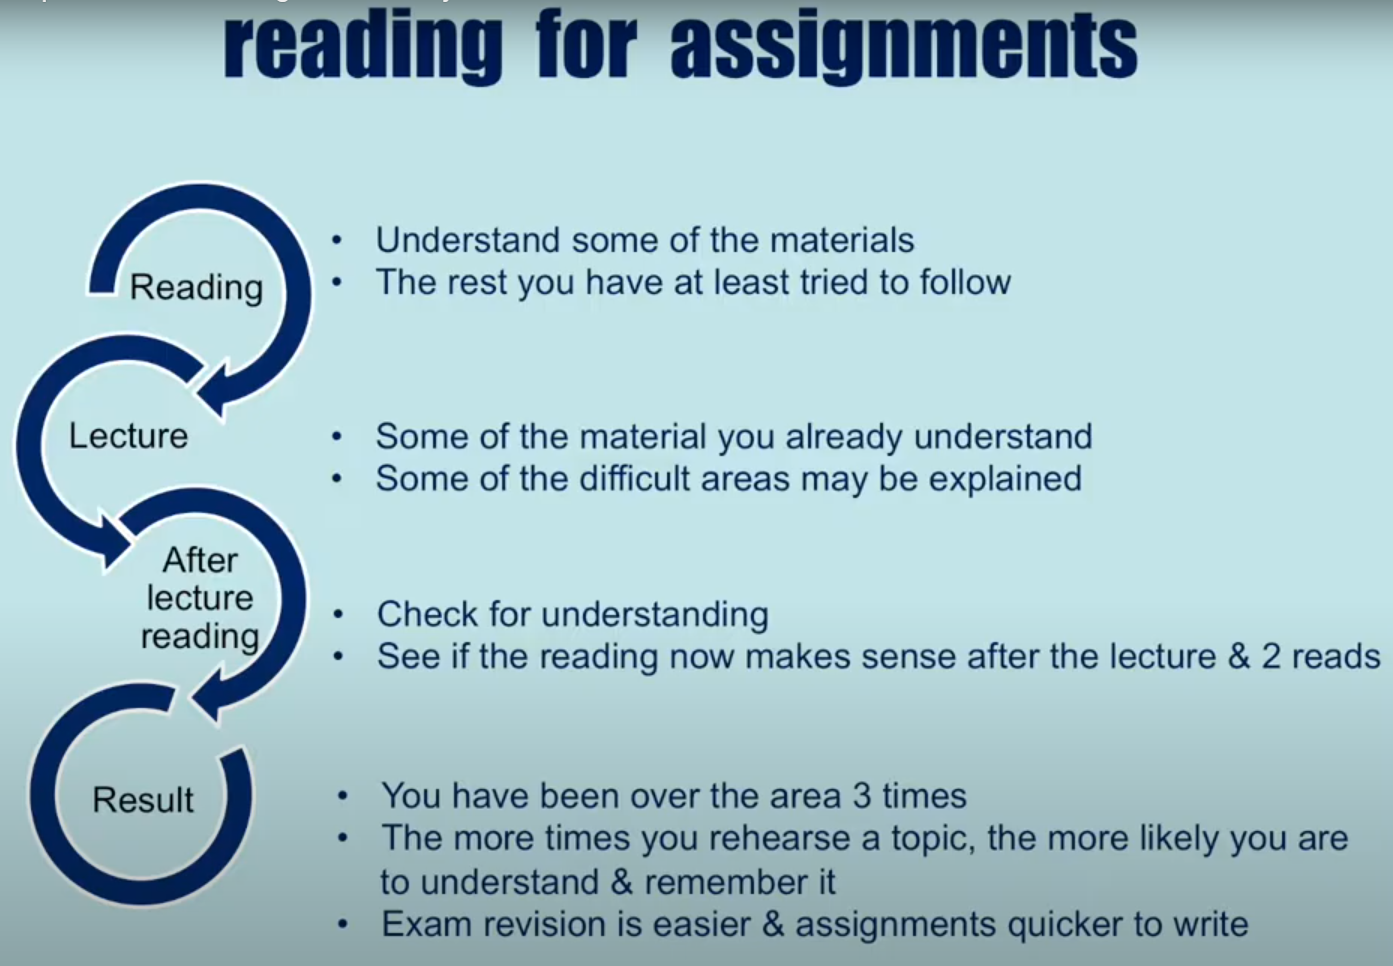 reading for assignments
Reading
• Understand some of the materials
• The rest you have at least tried to follow
Lecture
• Some of the material you already understand
• Some of the difficult areas may be explained
After
lecture
reading
• Check for understanding
• See if the reading now makes sense after the lecture & 2 reads
Result
• You have been over the area 3 times
• The more times you rehearse a topic, the more likely you are
to understand & remember it
• Exam revision is easier & assignments quicker to write